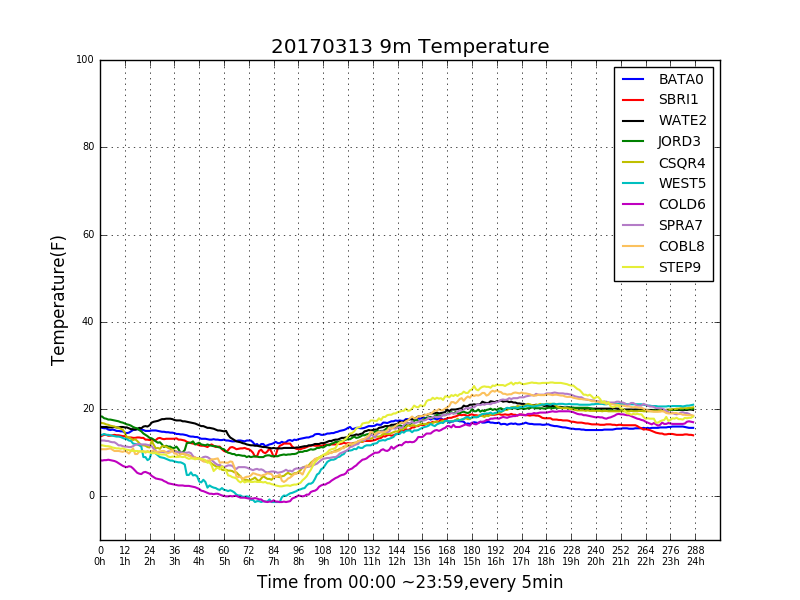 20170313 9m Temperature
100
80
60
40
20
0
Temperature(F)
BATA0
SBRI1
WATE2
JORD3
CSQR4
WEST5
COLD6
SPRA7
COBL8
STEP9
0 12 24 36 48 60 72 84 96 108 120 132 144 156 168 180 192 204 216 228 240 252 264 276 288
0h 1h 2h 3h 4h 5h 6h 7h 8h 9h 10h 11h 12h 13h 14h 15h 16h 17h 18h 19h 20h 21h 22h 23h 24h
Time from 00:00 ~23:59,every 5min